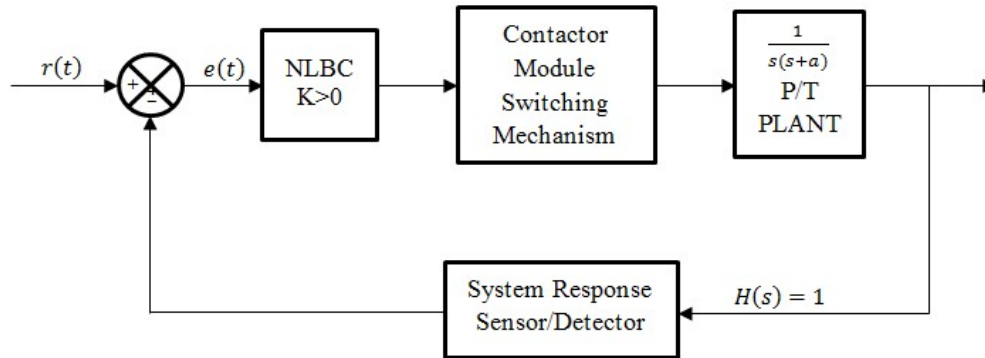 r(t)
+
+
−
e(t)
NLBC
K>0
Contactor
Module
Switching
Mechanism
1
s(s+a)
P/T
PLANT
System Response
Sensor/Detector
H(s) = 1